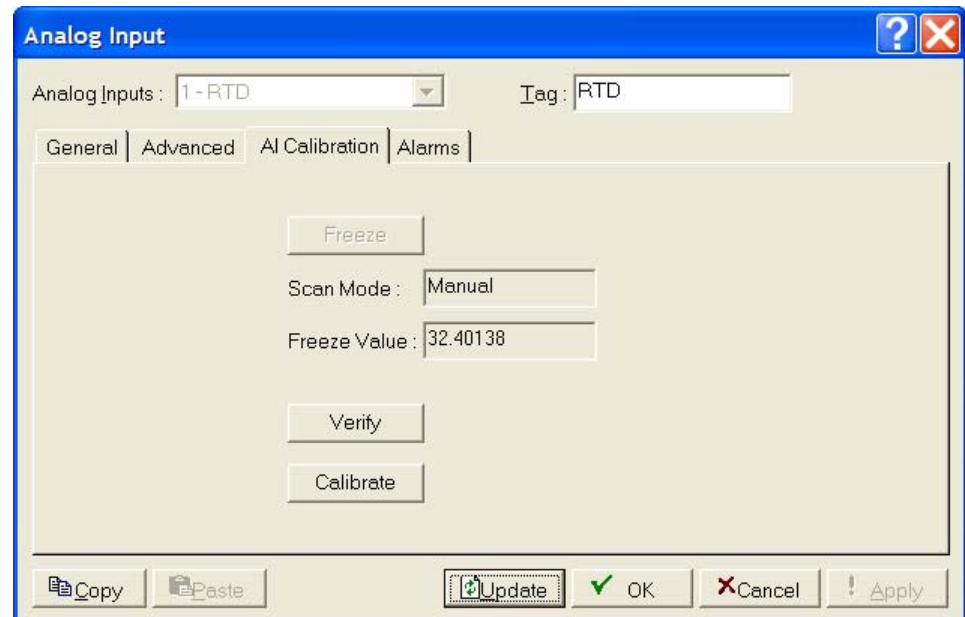 Analog Input
Analog Inputs : 1 - RTD Tag : RTD
General Advanced AI Calibration Alarms
Freeze
Scan Mode : Manual
Freeze Value : 32.40138
Verify
Calibrate
Copy Paste Update OK Cancel Apply